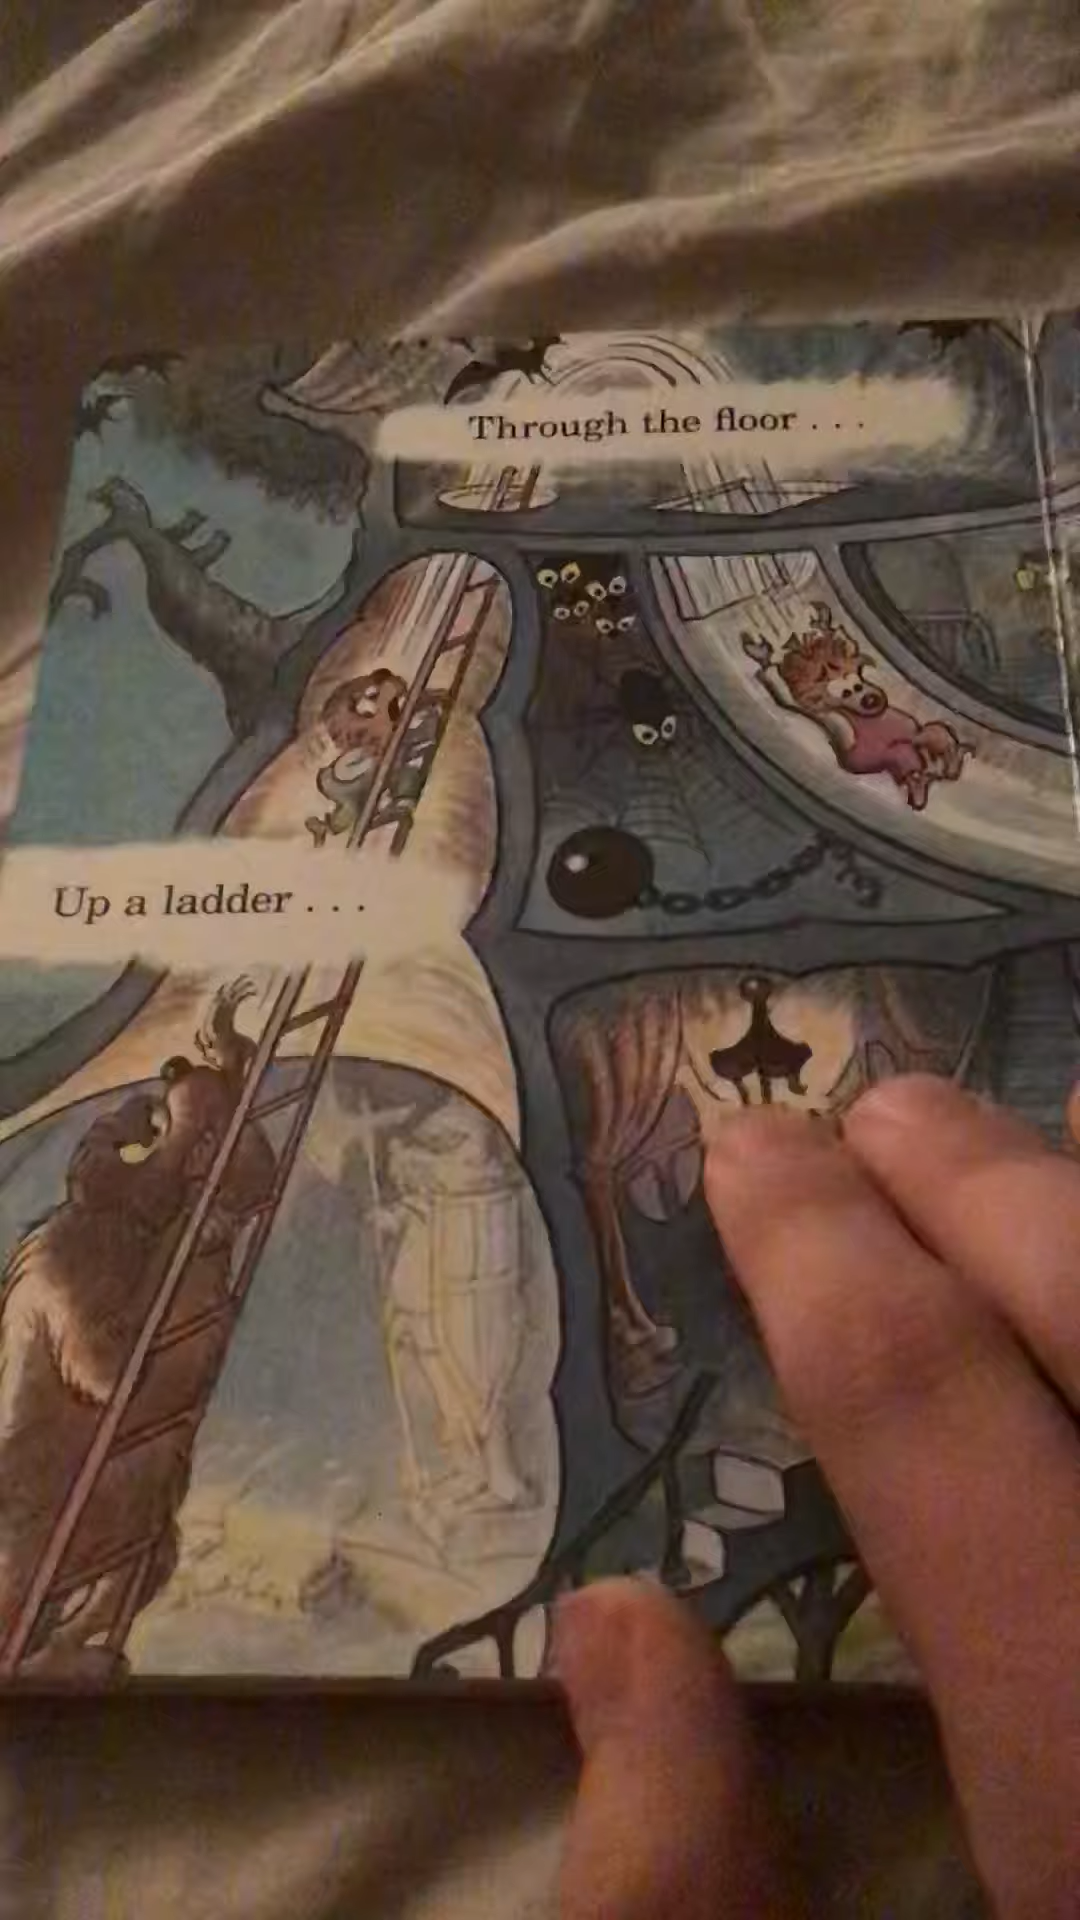 Up a ladder . . .
Through the floor . . .